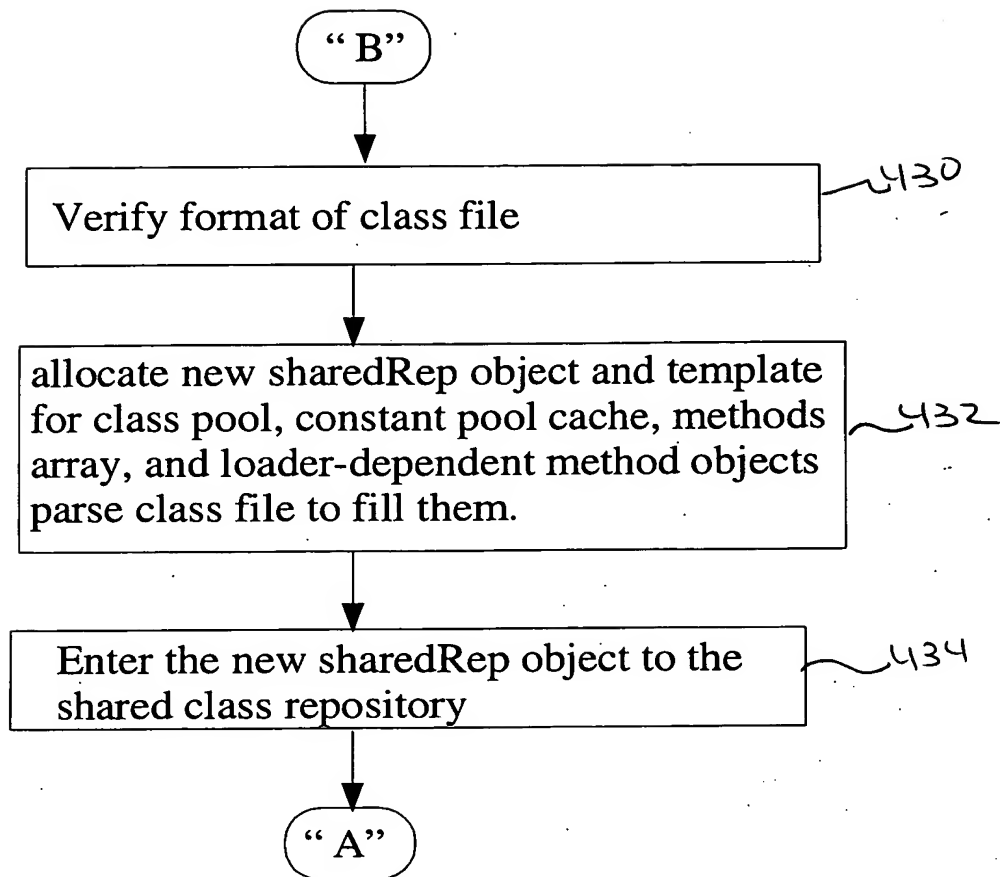 “ B”
Verify format of class file
430
allocate new sharedRep object and template
for class pool, constant pool cache, methods
array, and loader-dependent method objects
parse class file to fill them.
432
Enter the new sharedRep object to the
shared class repository
434
“ A”